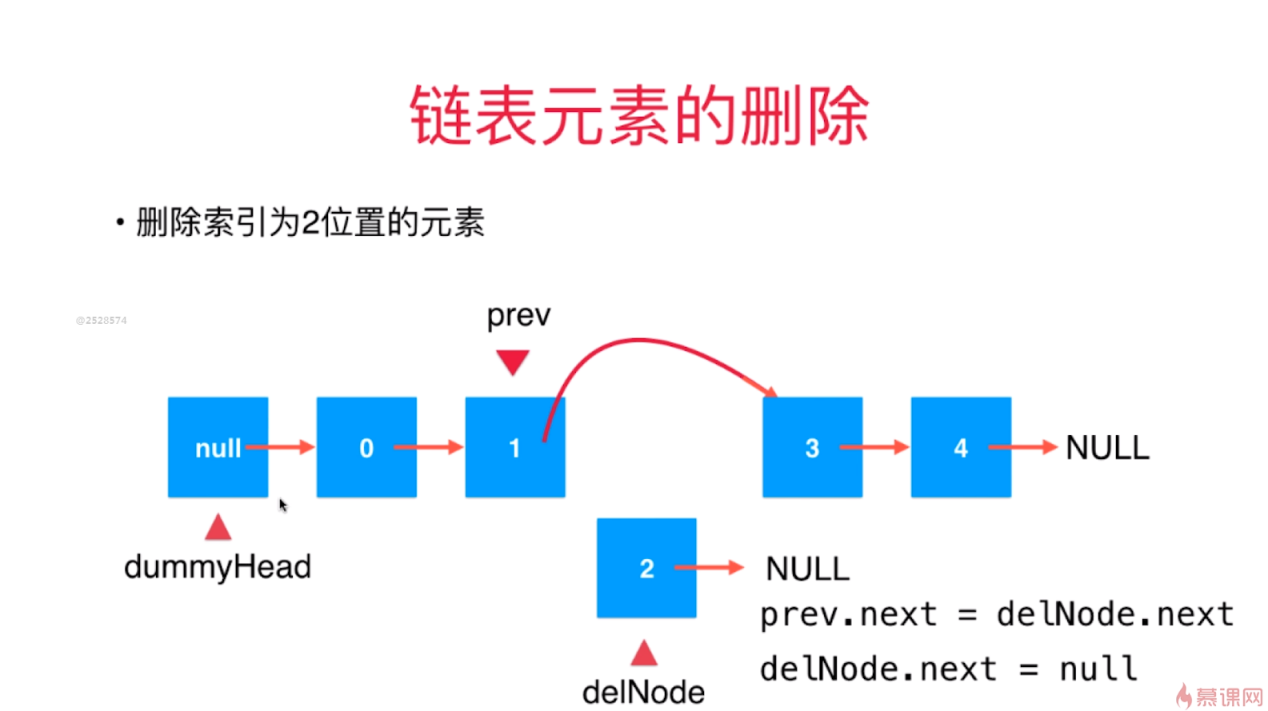 链表元素的删除
• 删除索引为2位置的元素
@2528574
prev
null 0 1 3 4 NULL
dummyHead
2 NULL
prev.next = delNode.next
delNode.next = null
delNode
慕课网